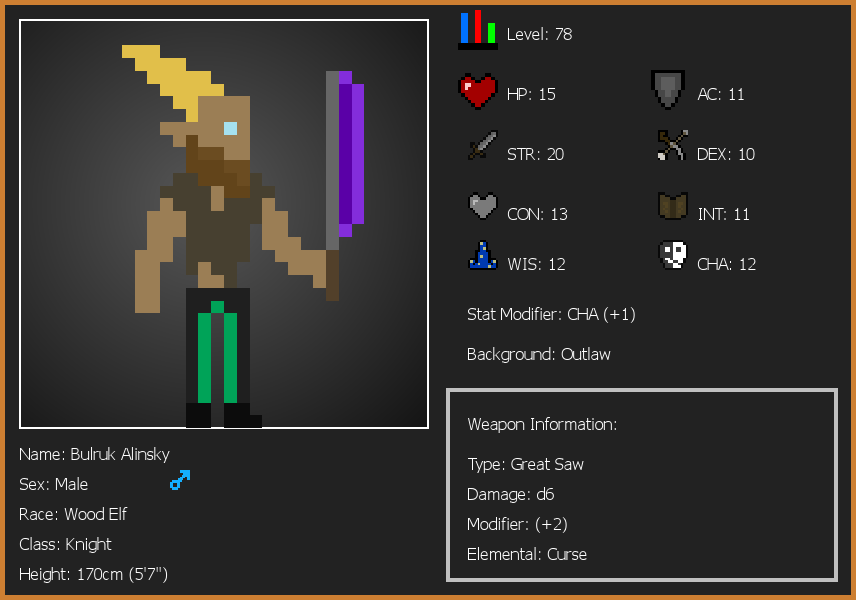 Level: 78
HP: 15
AC: 11
STR: 20
DEX: 10
CON: 13
INT: 11
WIS: 12
CHA: 12
Stat Modifier: CHA (+1)
Background: Outlaw
Weapon Information:
Type: Great Saw
Damage: d6
Modifier: (+2)
Elemental: Curse
Name: Bulruk Alinsky
Sex: Male
Race: Wood Elf
Class: Knight
Height: 170cm (5'7")